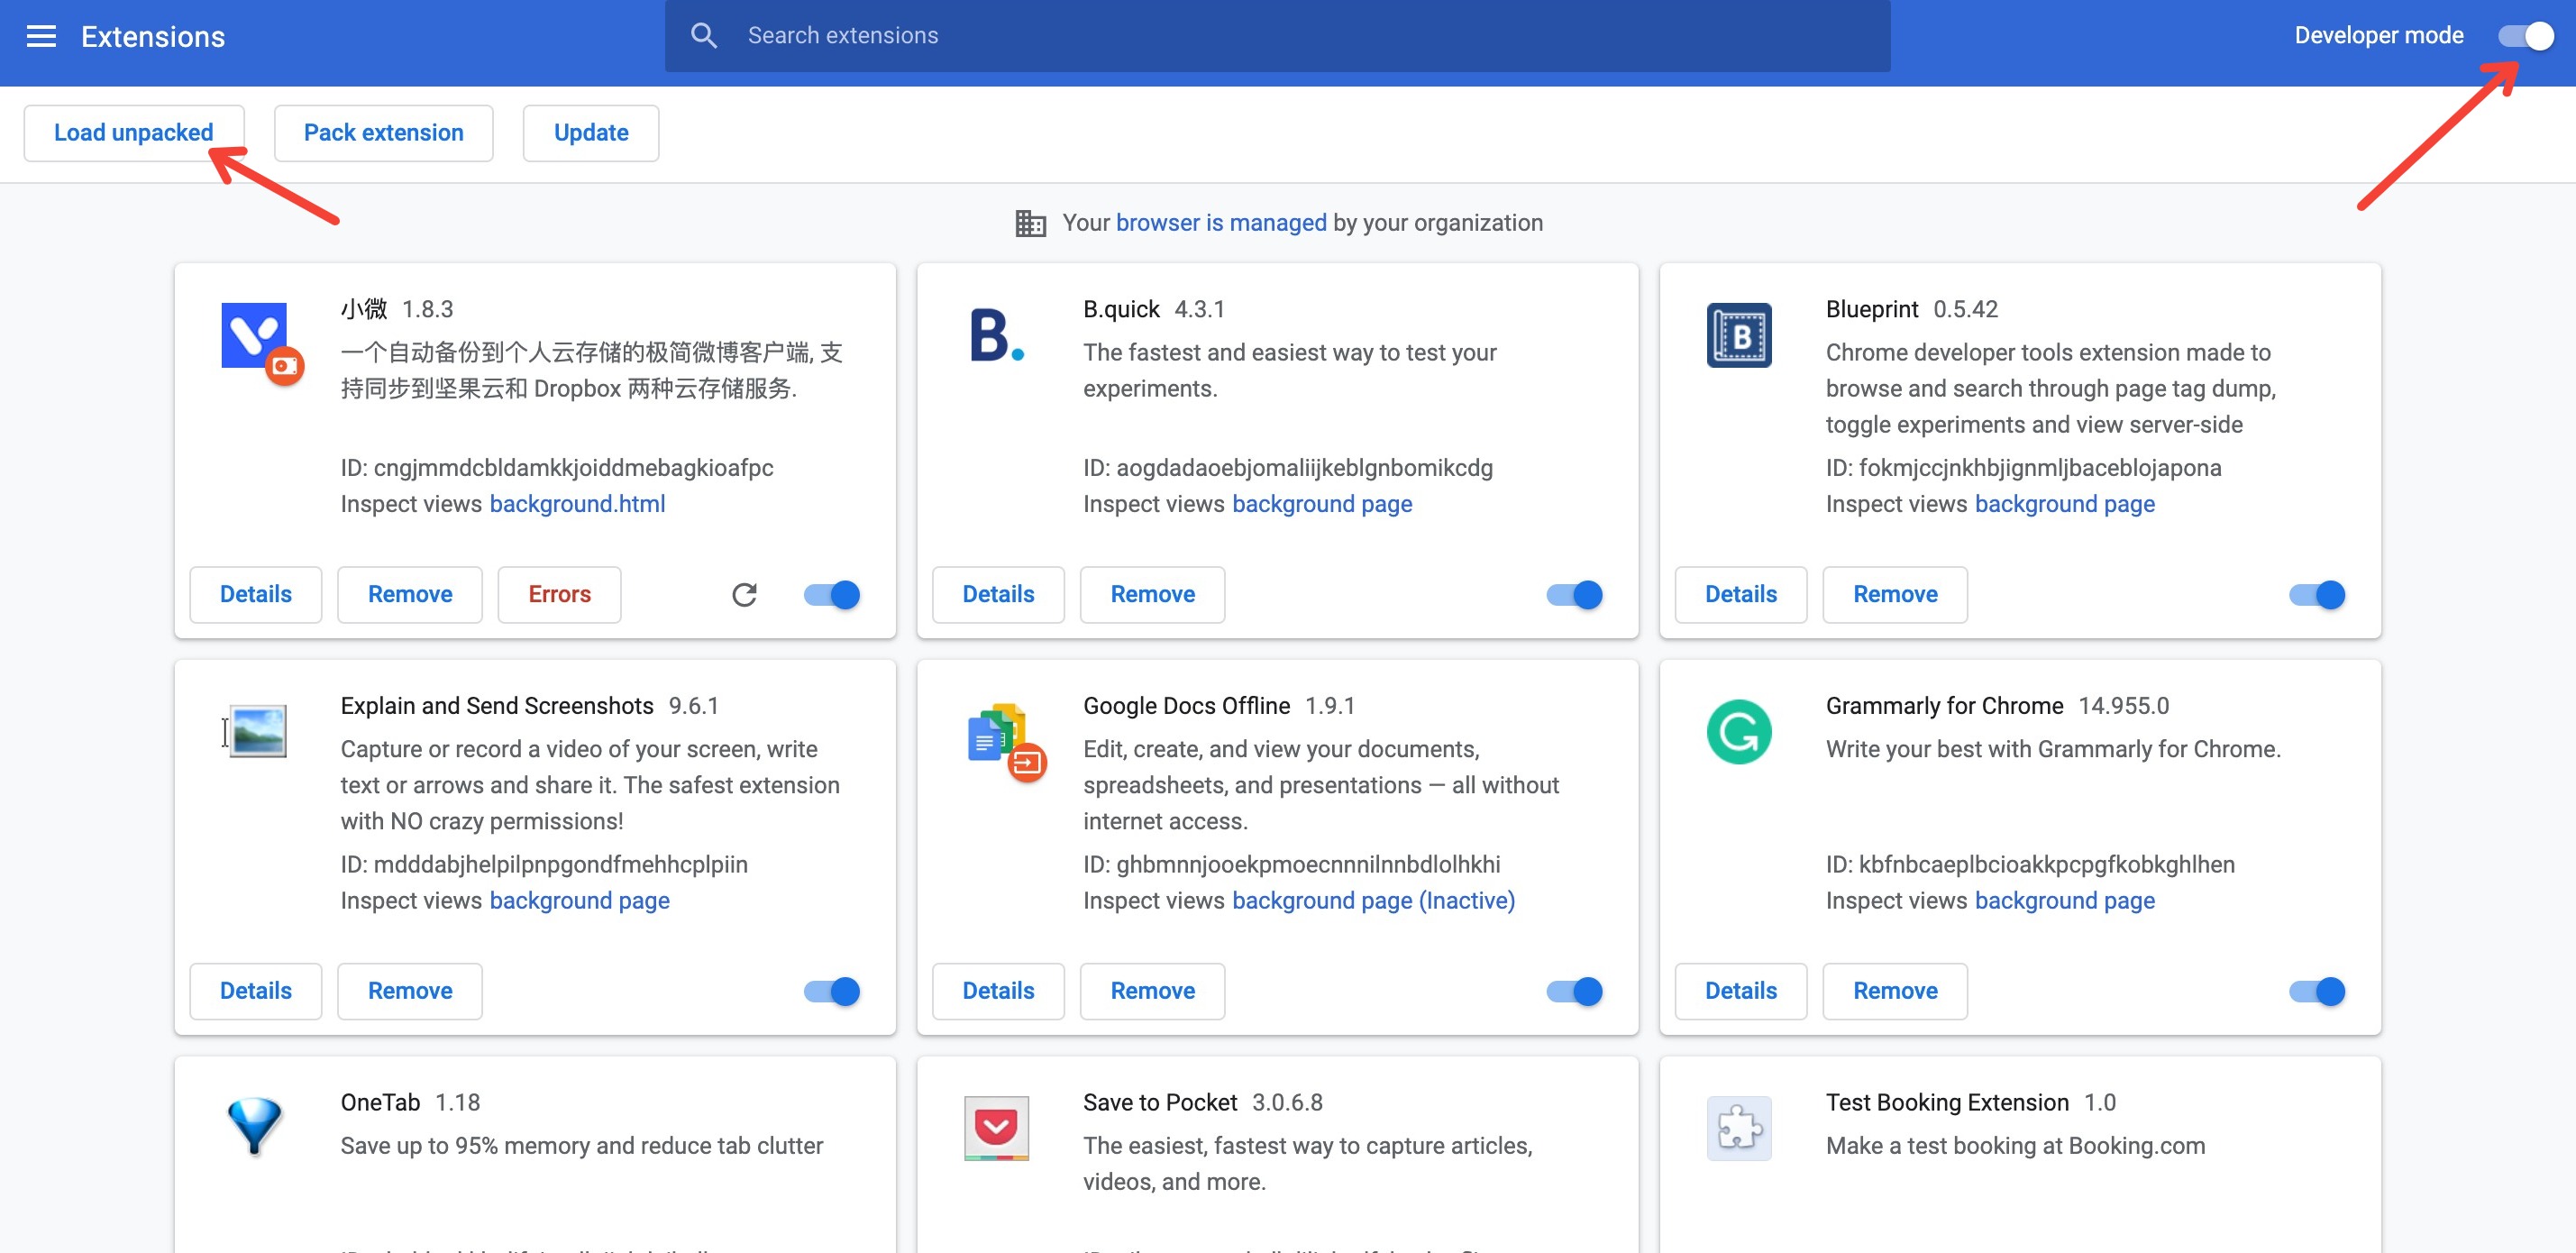 Extensions
Search extensions
Developer mode
Load unpacked
Pack extension
Update
Your browser is managed by your organization
小微 1.8.3
一个自动备份到个人云存储的极简微博客户端, 支
持同步到坚果云和 Dropbox 两种云存储服务.
ID: cngjmmdcbldamkkjoiddmebagkioafpc
Inspect views background.html
Details
Remove
Errors
B.quick 4.3.1
The fastest and easiest way to test your
experiments.
ID: aogdadaoebjomaliijkeblgnbomikcdg
Inspect views background page
Details
Remove
Blueprint 0.5.42
Chrome developer tools extension made to
browse and search through page tag dump,
toggle experiments and view server-side
ID: fokmjccjnkhbjignmljbaceblojapona
Inspect views background page
Details
Remove
Explain and Send Screenshots 9.6.1
Capture or record a video of your screen, write
text or arrows and share it. The safest extension
with NO crazy permissions!
ID: mdddabjhelpilpnpgondfmehhcplpiin
Inspect views background page
Details
Remove
Google Docs Offline 1.9.1
Edit, create, and view your documents,
spreadsheets, and presentations — all without
internet access.
ID: ghbmnnjooekpmoecnnnilnnbdlolhkhi
Inspect views background page (Inactive)
Details
Remove
Grammarly for Chrome 14.955.0
Write your best with Grammarly for Chrome.
ID: kbfnbcaeplbcioakkpcpgfkobkghlhen
Inspect views background page
Details
Remove
OneTab 1.18
Save up to 95% memory and reduce tab clutter
Save to Pocket 3.0.6.8
The easiest, fastest way to capture articles,
videos, and more.
Test Booking Extension 1.0
Make a test booking at Booking.com